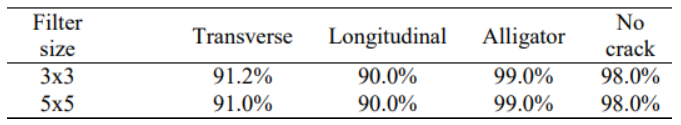 Filter size Transverse Longitudinal Alligator No crack
3x3 91.2% 90.0% 99.0% 98.0%
5x5 91.0% 90.0% 99.0% 98.0%